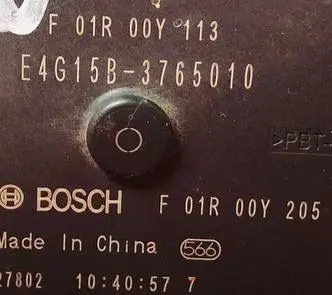 F 01R 00Y 113
E4G15B-3765010
>PBT-
BOSCH F 01R 00Y 205
Made In China 566
27802 10:40:57 7